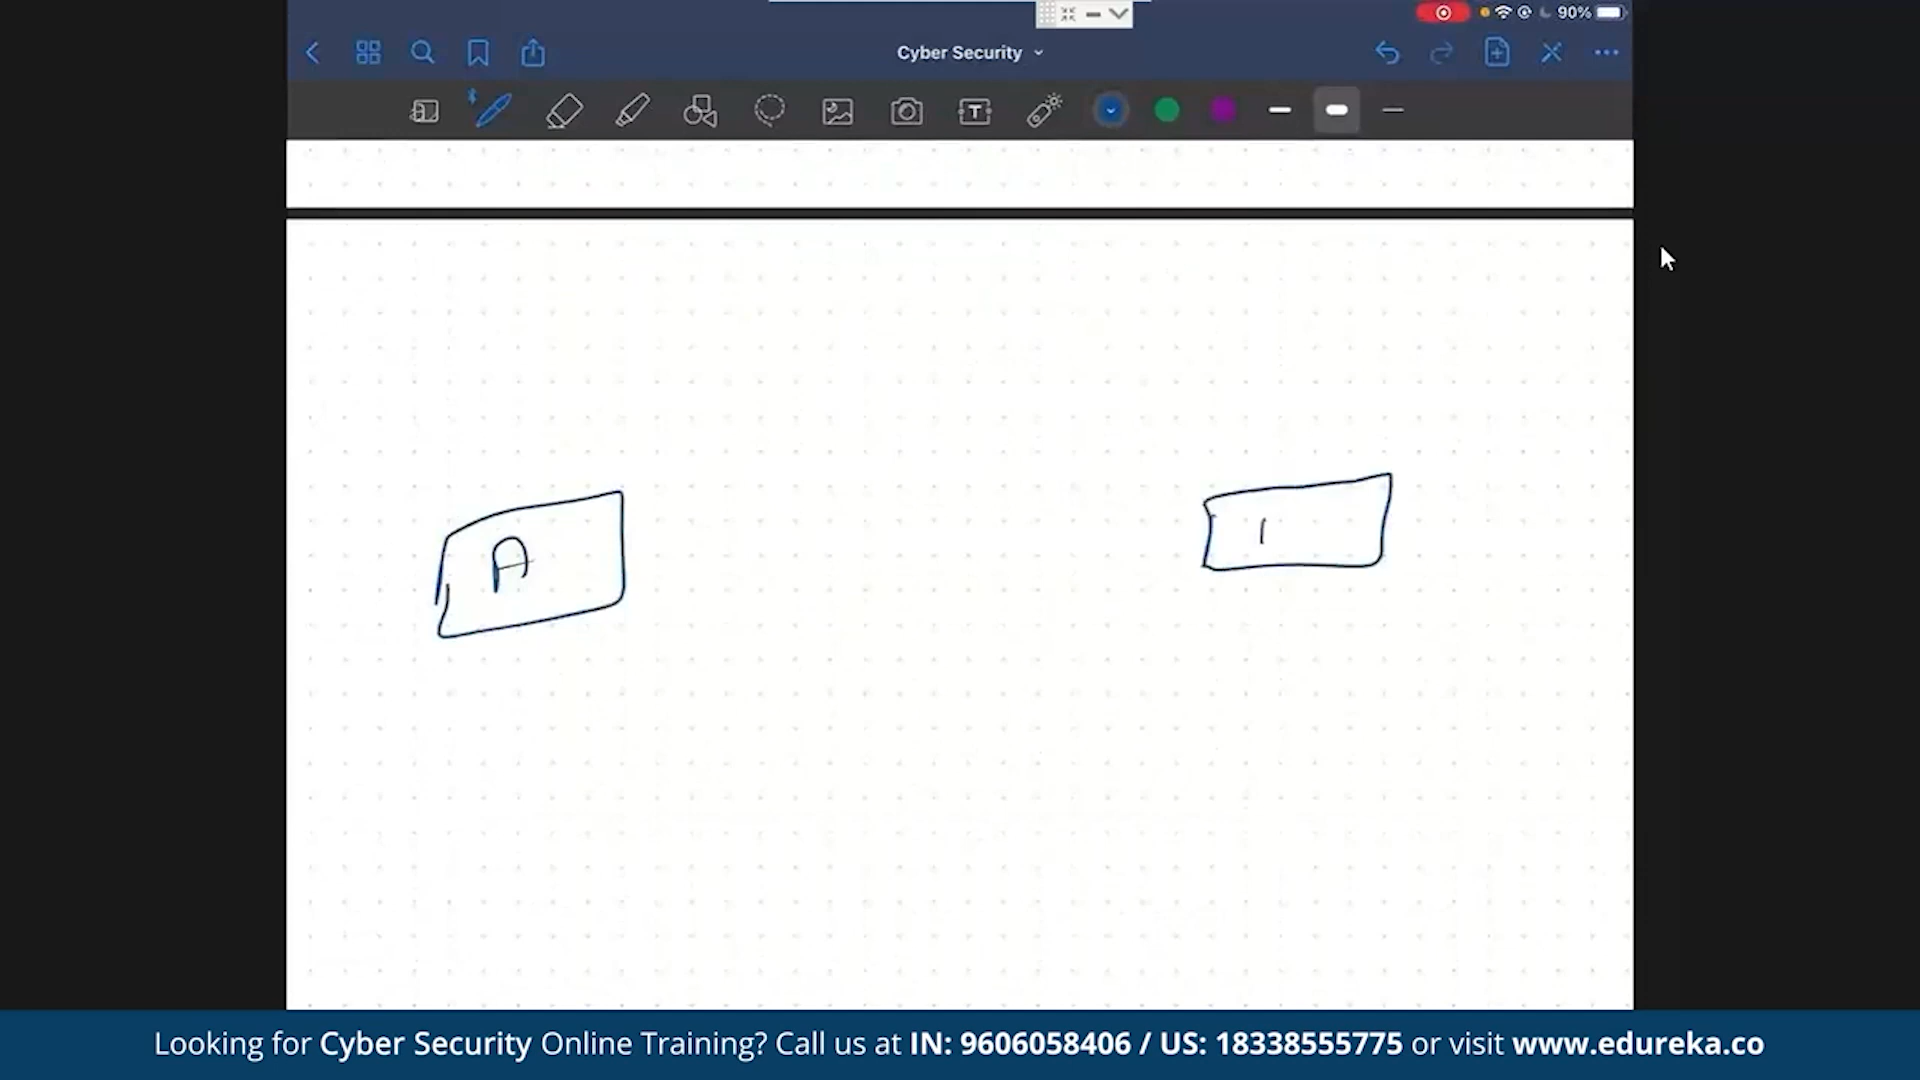 90%
Cyber Security
T
A
Looking for Cyber Security Online Training? Call us at IN: 9606058406 / US: 18338555775 or visit www.edureka.co